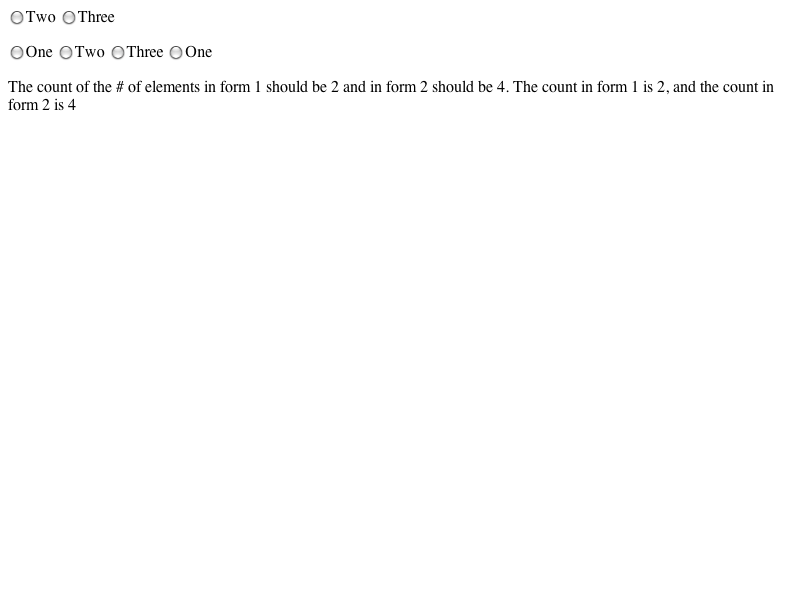 Two Three
One Two Three One
The count of the # of elements in form 1 should be 2 and in form 2 should be 4. The count in form 1 is 2, and the count in
form 2 is 4